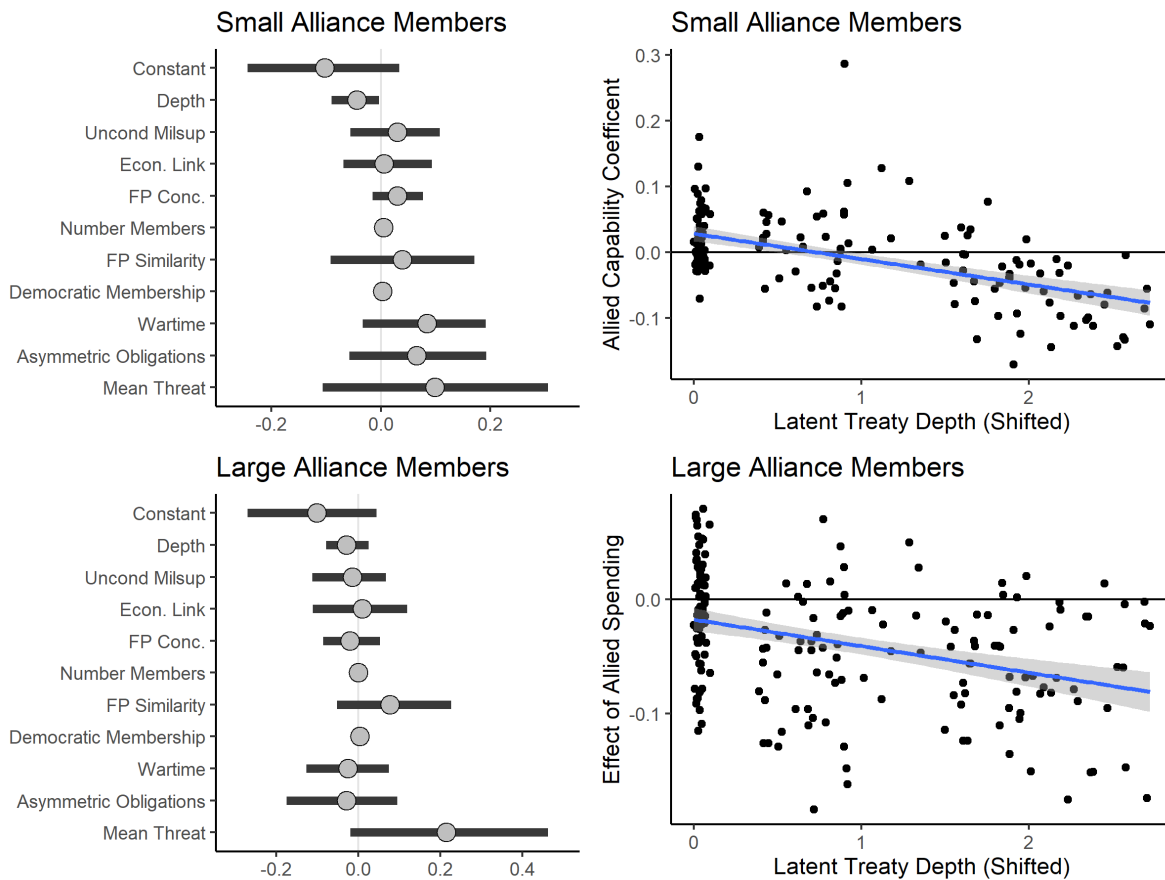 Small Alliance Members
Constant
Depth
Uncond Milsup
Econ. Link
FP Conc.
Number Members
FP Similarity
Democratic Membership
Wartime
Asymmetric Obligations
Mean Threat
-0.2 0.0 0.2
Small Alliance Members
Allied Capability Coefficent
0.3
0.2
0.1
0.0
-0.1
0 1 2
Latent Treaty Depth (Shifted)
Large Alliance Members
Constant
Depth
Uncond Milsup
Econ. Link
FP Conc.
Number Members
FP Similarity
Democratic Membership
Wartime
Asymmetric Obligations
Mean Threat
-0.2 0.0 0.2 0.4
Large Alliance Members
Effect of Allied Spending
0.0
-0.1
0 1 2
Latent Treaty Depth (Shifted)